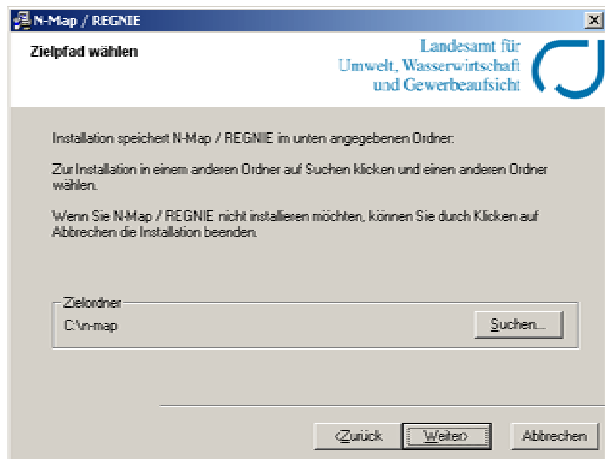 N-Map / REGNIE
Zielpfad wählen
Landesamt für
Umwelt, Wasserwirtschaft
und Gewerbeaufsicht
Installation speichert N-Map / REGNIE im unten angegebenen Ordner:
Zur Installation in einem anderen Ordner auf Suchen klicken und einen anderen Ordner
wählen.
Wenn Sie N-Map / REGNIE nicht installieren möchten, können Sie durch Klicken auf
Abbrechen die Installation beenden.
Zielordner
C:\n-map
Suchen...
<Zurück
Weiter>
Abbrechen